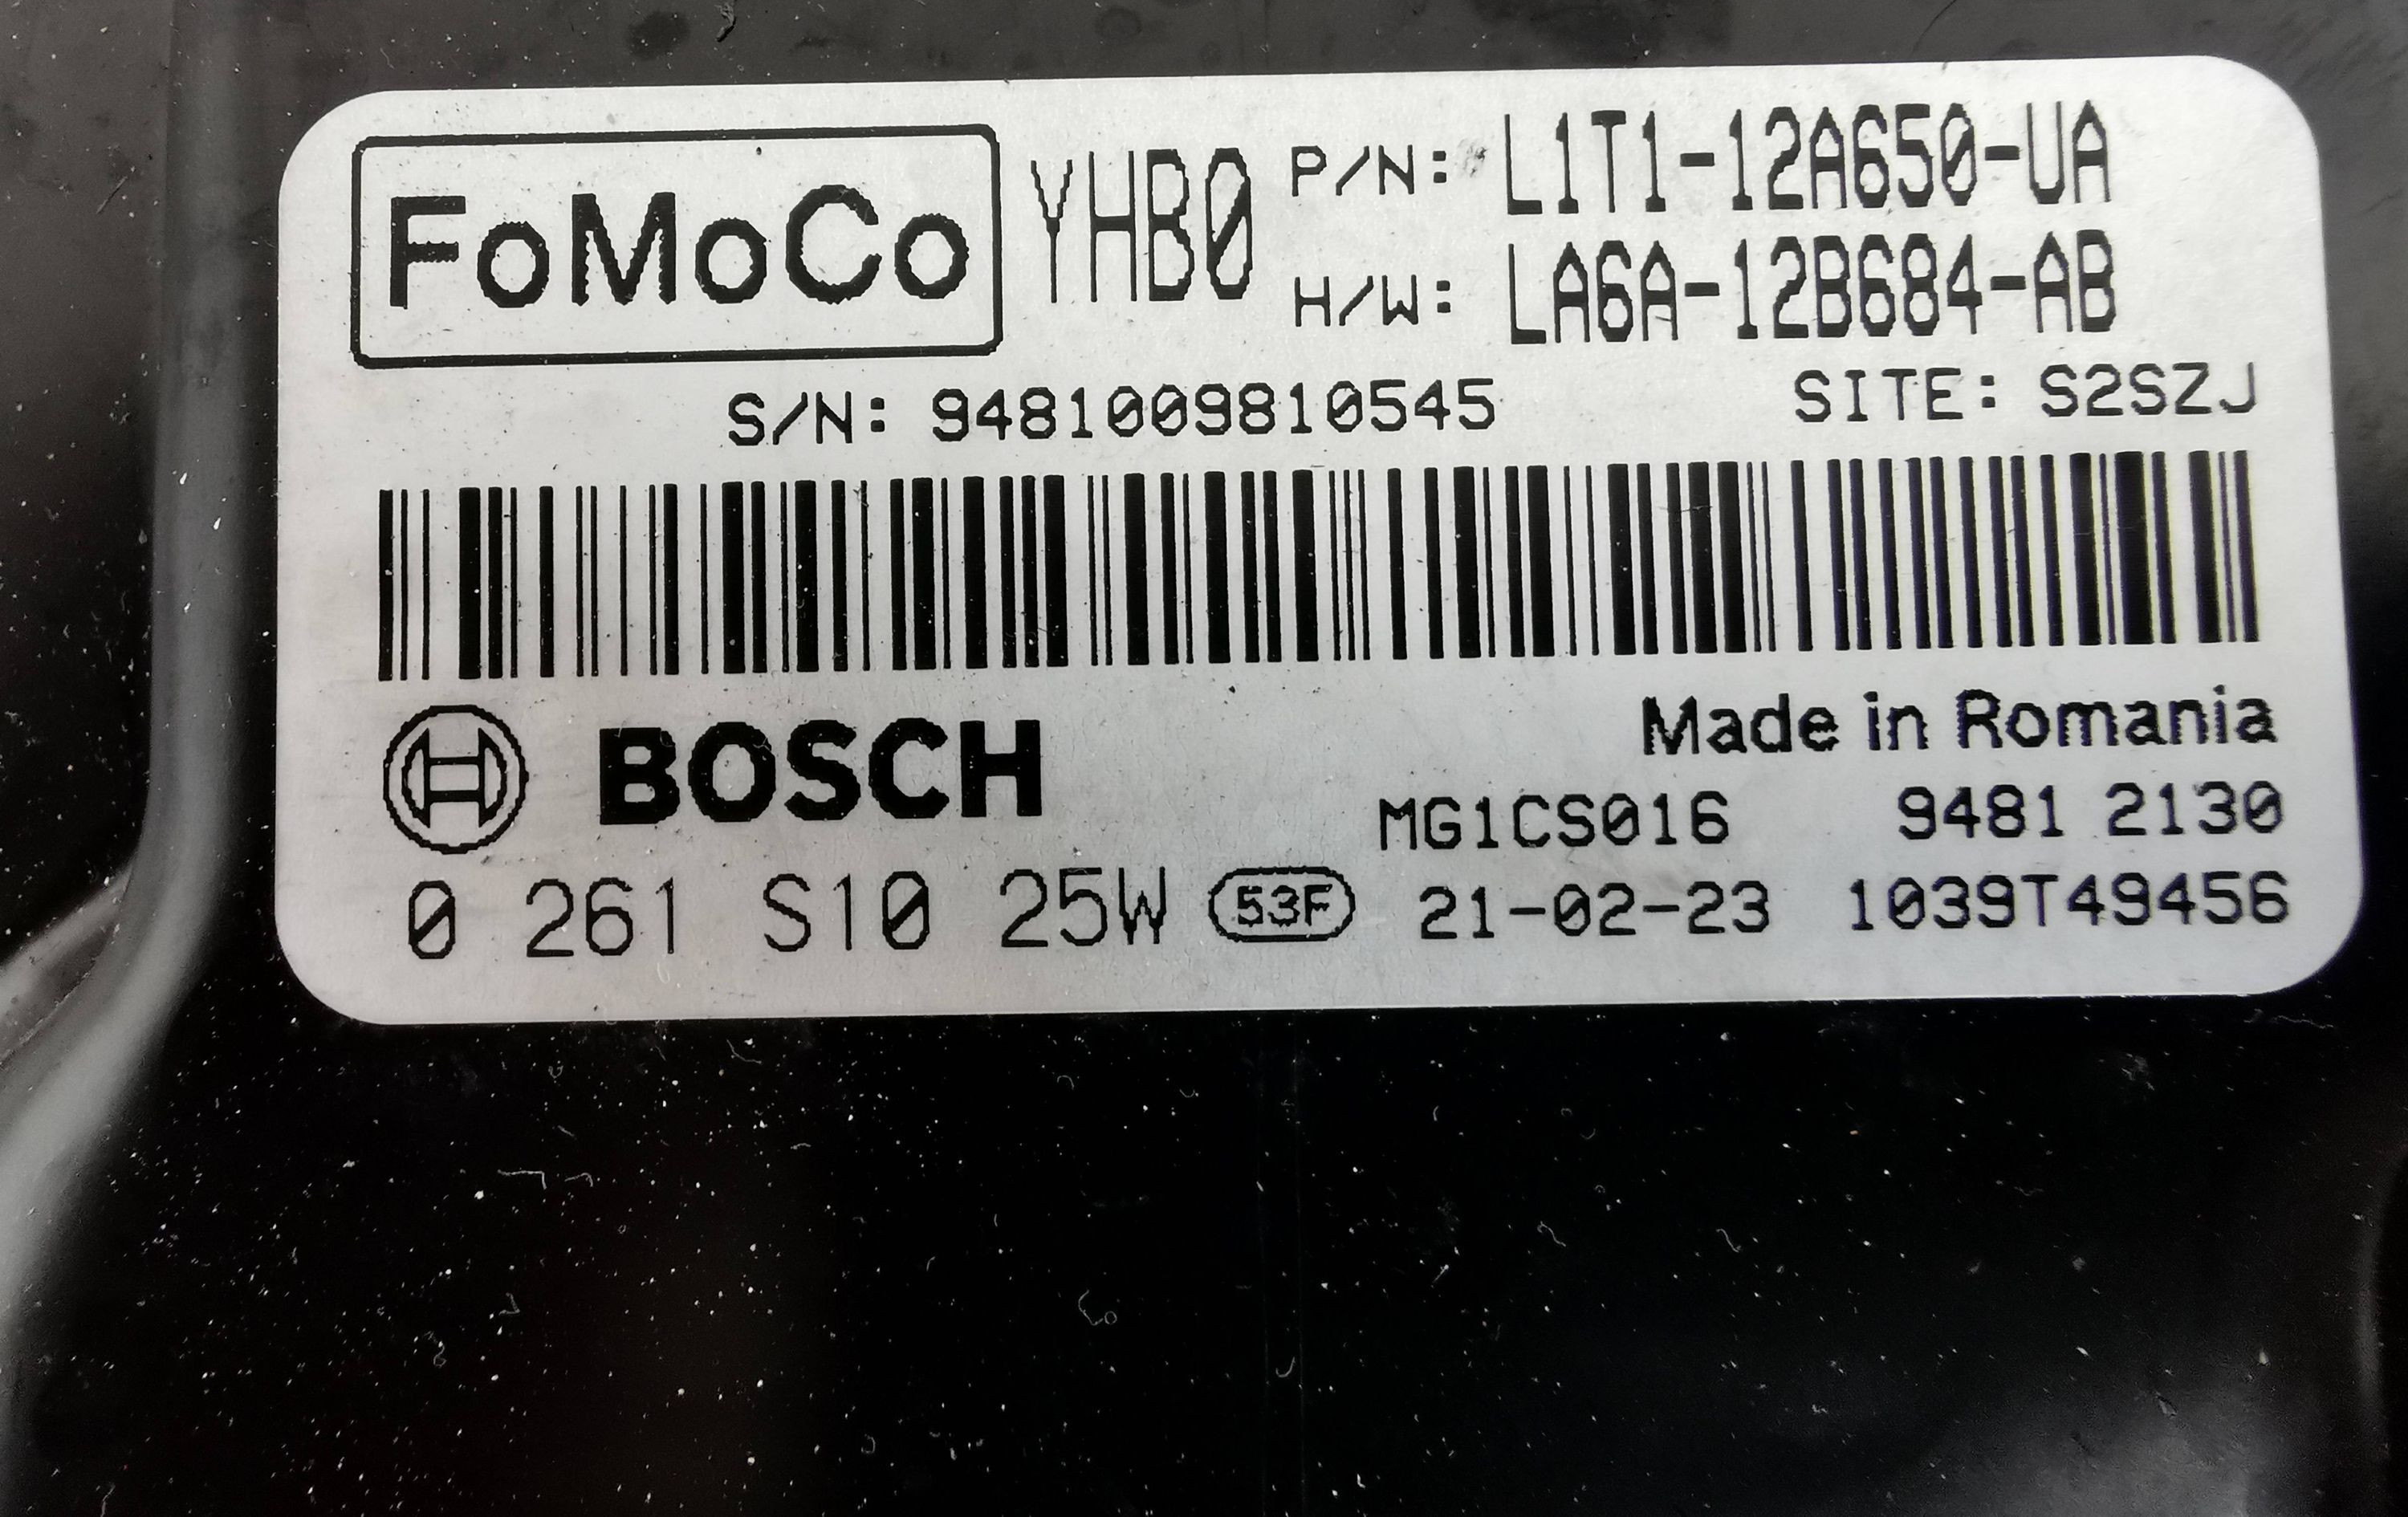 FoMoCo YHB0 P/N: L1T1-12A650-UA
H/W: LA6A-12B684-AB
S/N: 9481009810545 SITE: S2SZJ
BOSCH Made in Romania
MG1CS016 9481 2130
0 261 S10 25W 53F 21-02-23 1039T49456